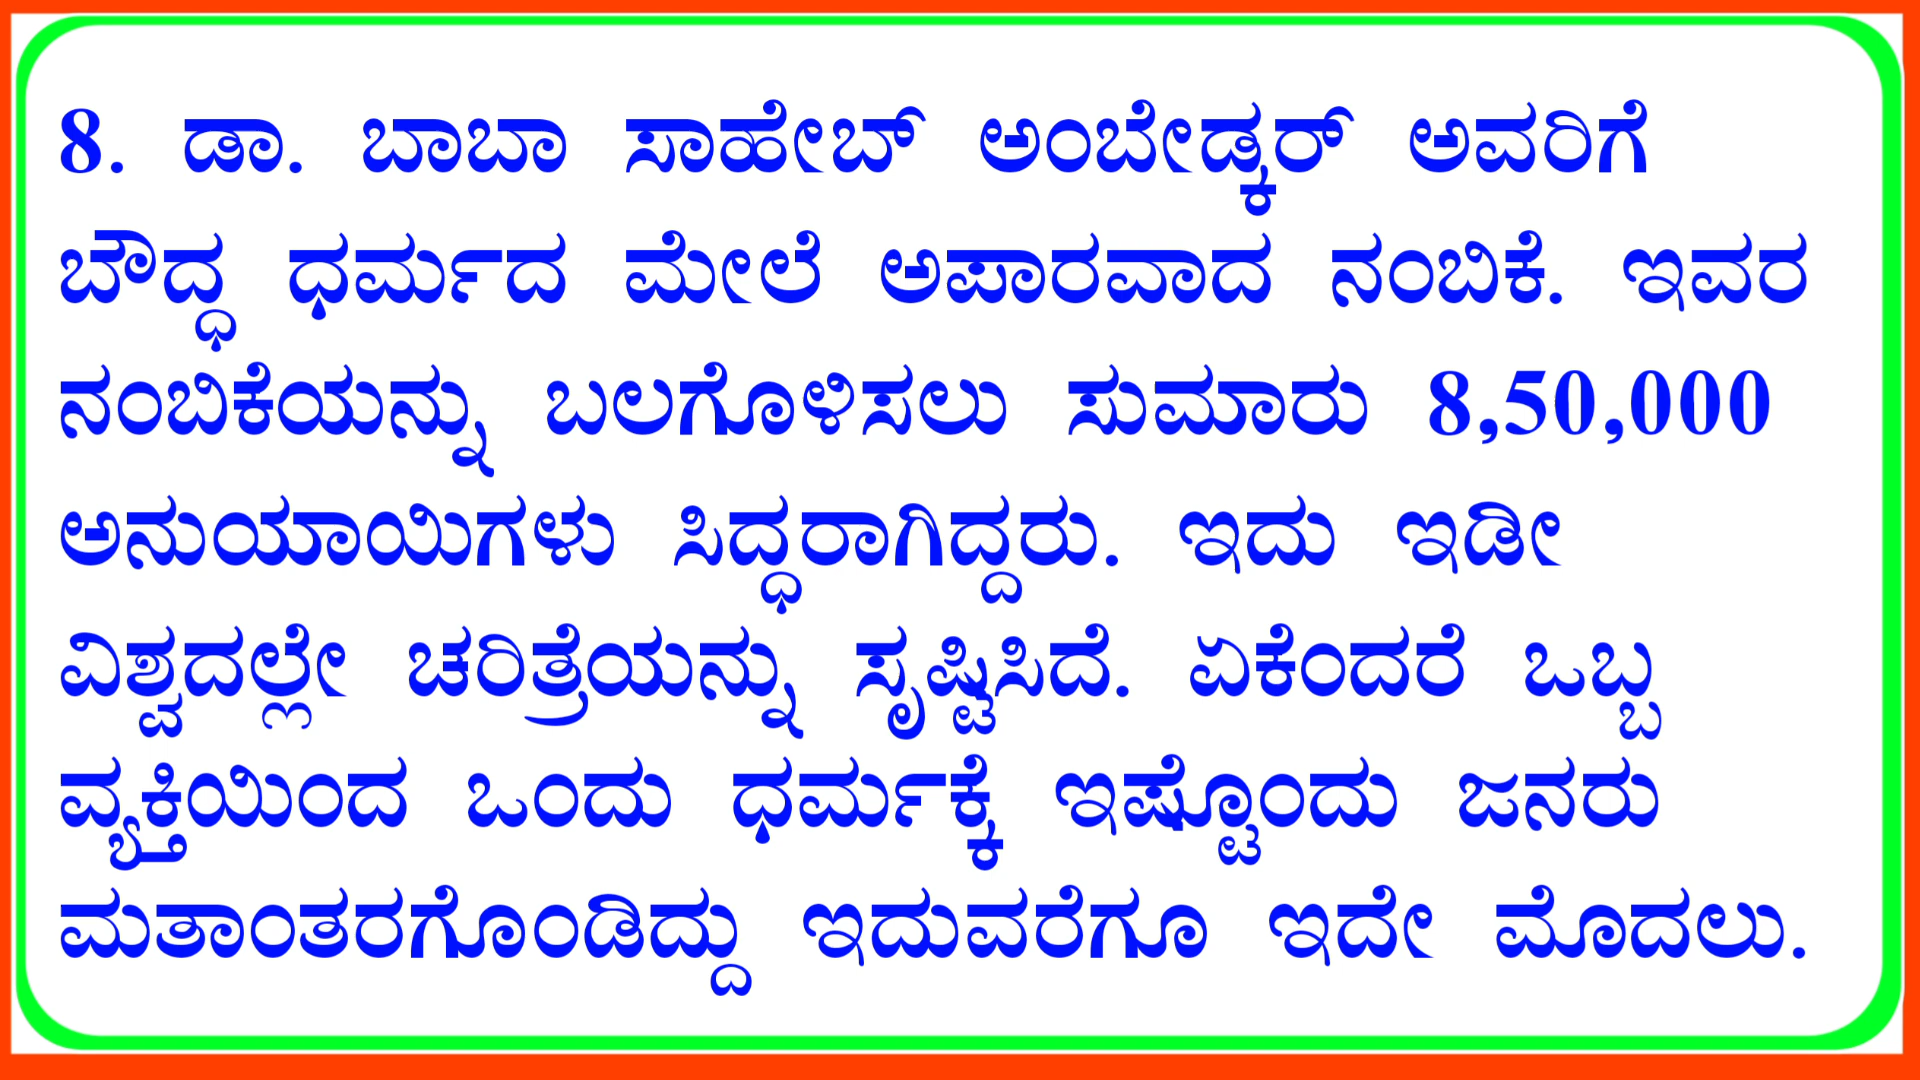 8. ಡಾ. ಬಾಬಾ ಸಾಹೇಬ್ ಅಂಬೇಡ್ಕರ್ ಅವರಿಗೆ
ಬೌದ್ಧ ಧರ್ಮದ ಮೇಲೆ ಅಪಾರವಾದ ನಂಬಿಕೆ. ಇವರ
ನಂಬಿಕೆಯನ್ನು ಬಲಗೊಳಿಸಲು ಸುಮಾರು 8,50,000
ಅನುಯಾಯಿಗಳು ಸಿದ್ಧರಾಗಿದ್ದರು. ಇದು ಇಡೀ
ವಿಶ್ವದಲ್ಲೇ ಚರಿತ್ರೆಯನ್ನು ಸೃಷ್ಟಿಸಿದೆ. ಏಕೆಂದರೆ ಒಬ್ಬ
ವ್ಯಕ್ತಿಯಿಂದ ಒಂದು ಧರ್ಮಕ್ಕೆ ಇಷ್ಟೊಂದು ಜನರು
ಮತಾಂತರಗೊಂಡಿದ್ದು ಇದುವರೆಗೂ ಇದೇ ಮೊದಲು.